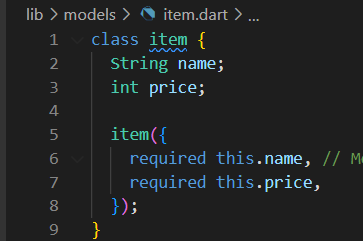 lib > models > item.dart > ...
1 class item {
2 String name;
3 int price;
4
5 item({
6 required this.name, //
7 required this.price,
8 });
9 }